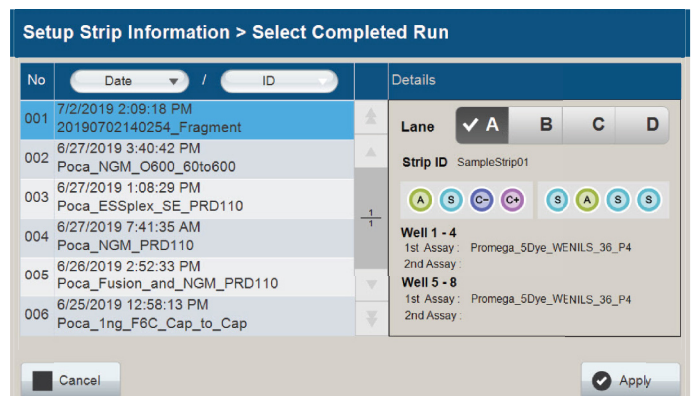 Setup Strip Information > Select Completed Run
No Date / ID Details
001 7/2/2019 2:09:18 PM
20190702140254_Fragment
002 6/27/2019 3:40:42 PM
Poca_NGM_O600_60to600
003 6/27/2019 1:08:29 PM
Poca_ESSplex_SE_PRD110
004 6/27/2019 7:41:35 AM
Poca_NGM_PRD110
005 6/26/2019 2:52:33 PM
Poca_Fusion_and_NGM_PRD110
006 6/25/2019 12:58:13 PM
Poca_1ng_F6C_Cap_to_Cap
1
1
Lane A B C D
Strip ID SampleStrip01
A S C- C+ S A S S
Well 1 - 4
1st Assay : Promega_5Dye_WENILS_36_P4
2nd Assay :
Well 5 - 8
1st Assay : Promega_5Dye_WENILS_36_P4
2nd Assay :
Cancel
Apply